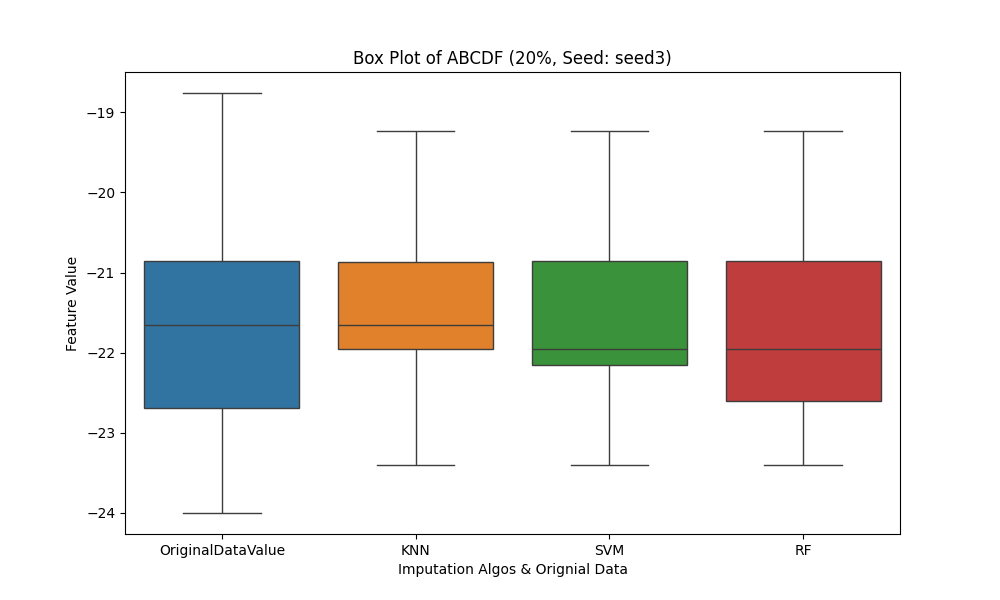 Box Plot of ABCDF (20%, Seed: seed3)
Feature Value
−19
−20
−21
−22
−23
−24
OriginalDataValue KNN SVM RF
Imputation Algos & Orignial Data